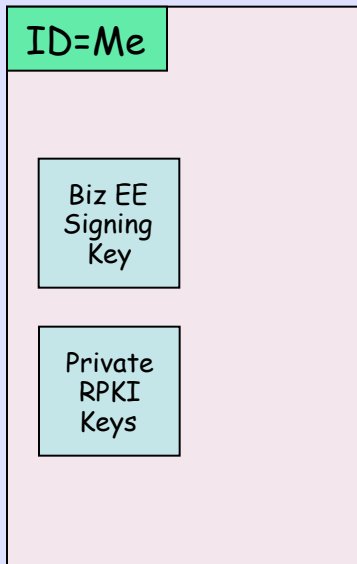 ID=Me
Biz EE
Signing
Key
Private
RPKI
Keys